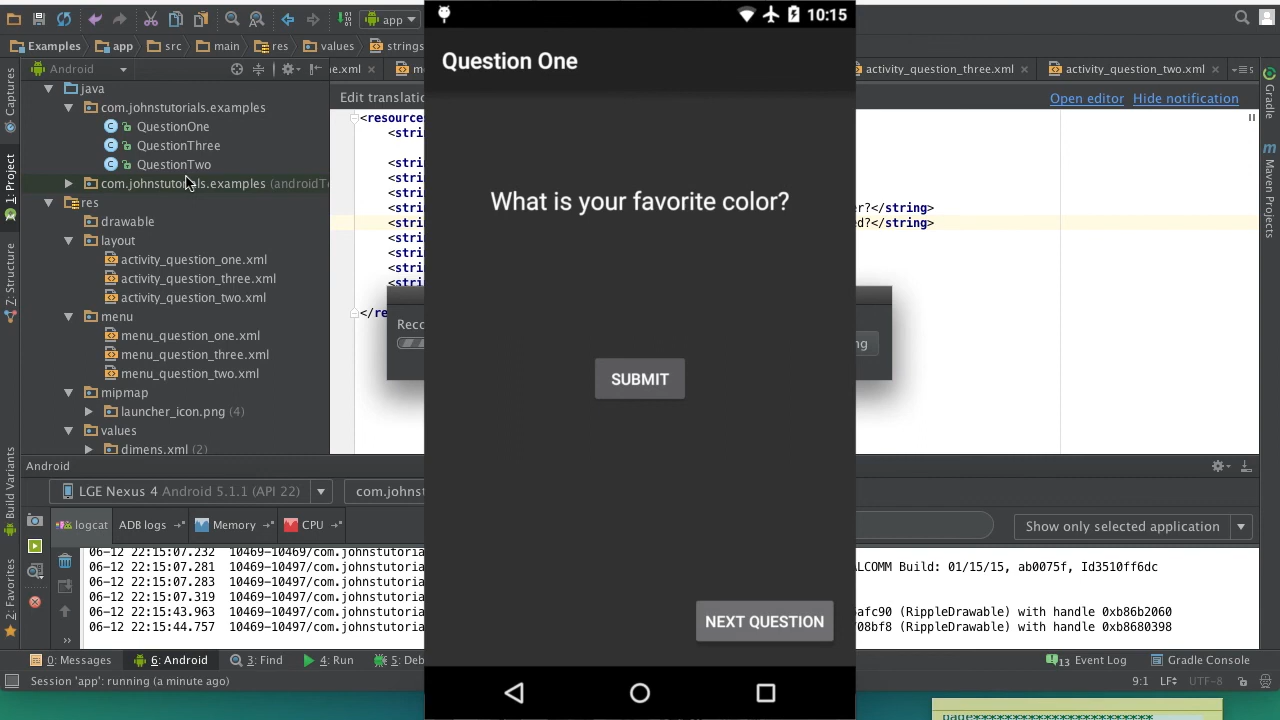 app
Examples
app
src
main
res
values
strings
Android
activity_question_three.xml
activity_question_two.xml
Open editor
Hide notification
java
com.johnstutorials.examples
QuestionOne
QuestionThree
QuestionTwo
com.johnstutorials.examples (androidT
res
drawable
layout
activity_question_one.xml
activity_question_three.xml
activity_question_two.xml
menu
menu_question_one.xml
menu_question_three.xml
menu_question_two.xml
mipmap
launcher_icon.png (4)
values
dimens.xml (2)
Captures
1: Project
Z: Structure
Build Variants
2: Favorites
Gradle
Maven Projects
10:15
Question One
What is your favorite color?
SUBMIT
NEXT QUESTION
</string>
d?</string>
Android
LGE Nexus 4 Android 5.1.1 (API 22)
com.johnst
Show only selected application
logcat
ADB logs
Memory
CPU
06-12 22:15:07.232 10469-10497/com.johnstutoria
06-12 22:15:07.281 10469-10497/com.johnstutoria
ALCOMM Build: 01/15/15, ab0075f, Id3510ff6dc
06-12 22:15:07.283 10469-10497/com.johnstutoria
06-12 22:15:07.319 10469-10497/com.johnstutoria
06-12 22:15:43.963 10469-10497/com.johnstutoria
afc90 (RippleDrawable) with handle 0xb86b2060
06-12 22:15:44.757 10469-10497/com.johnstutoria
08bf8 (RippleDrawable) with handle 0xb8680398
0: Messages
6: Android
3: Find
4: Run
5: Deb
13 Event Log
Gradle Console
Session 'app': running (a minute ago)
9:1
LF
UTF-8